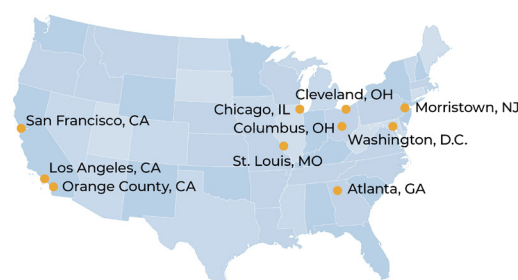 Cleveland, OH
Chicago, IL
Morristown, NJ
San Francisco, CA
Columbus, OH
Washington, D.C.
St. Louis, MO
Los Angeles, CA
Orange County, CA
Atlanta, GA